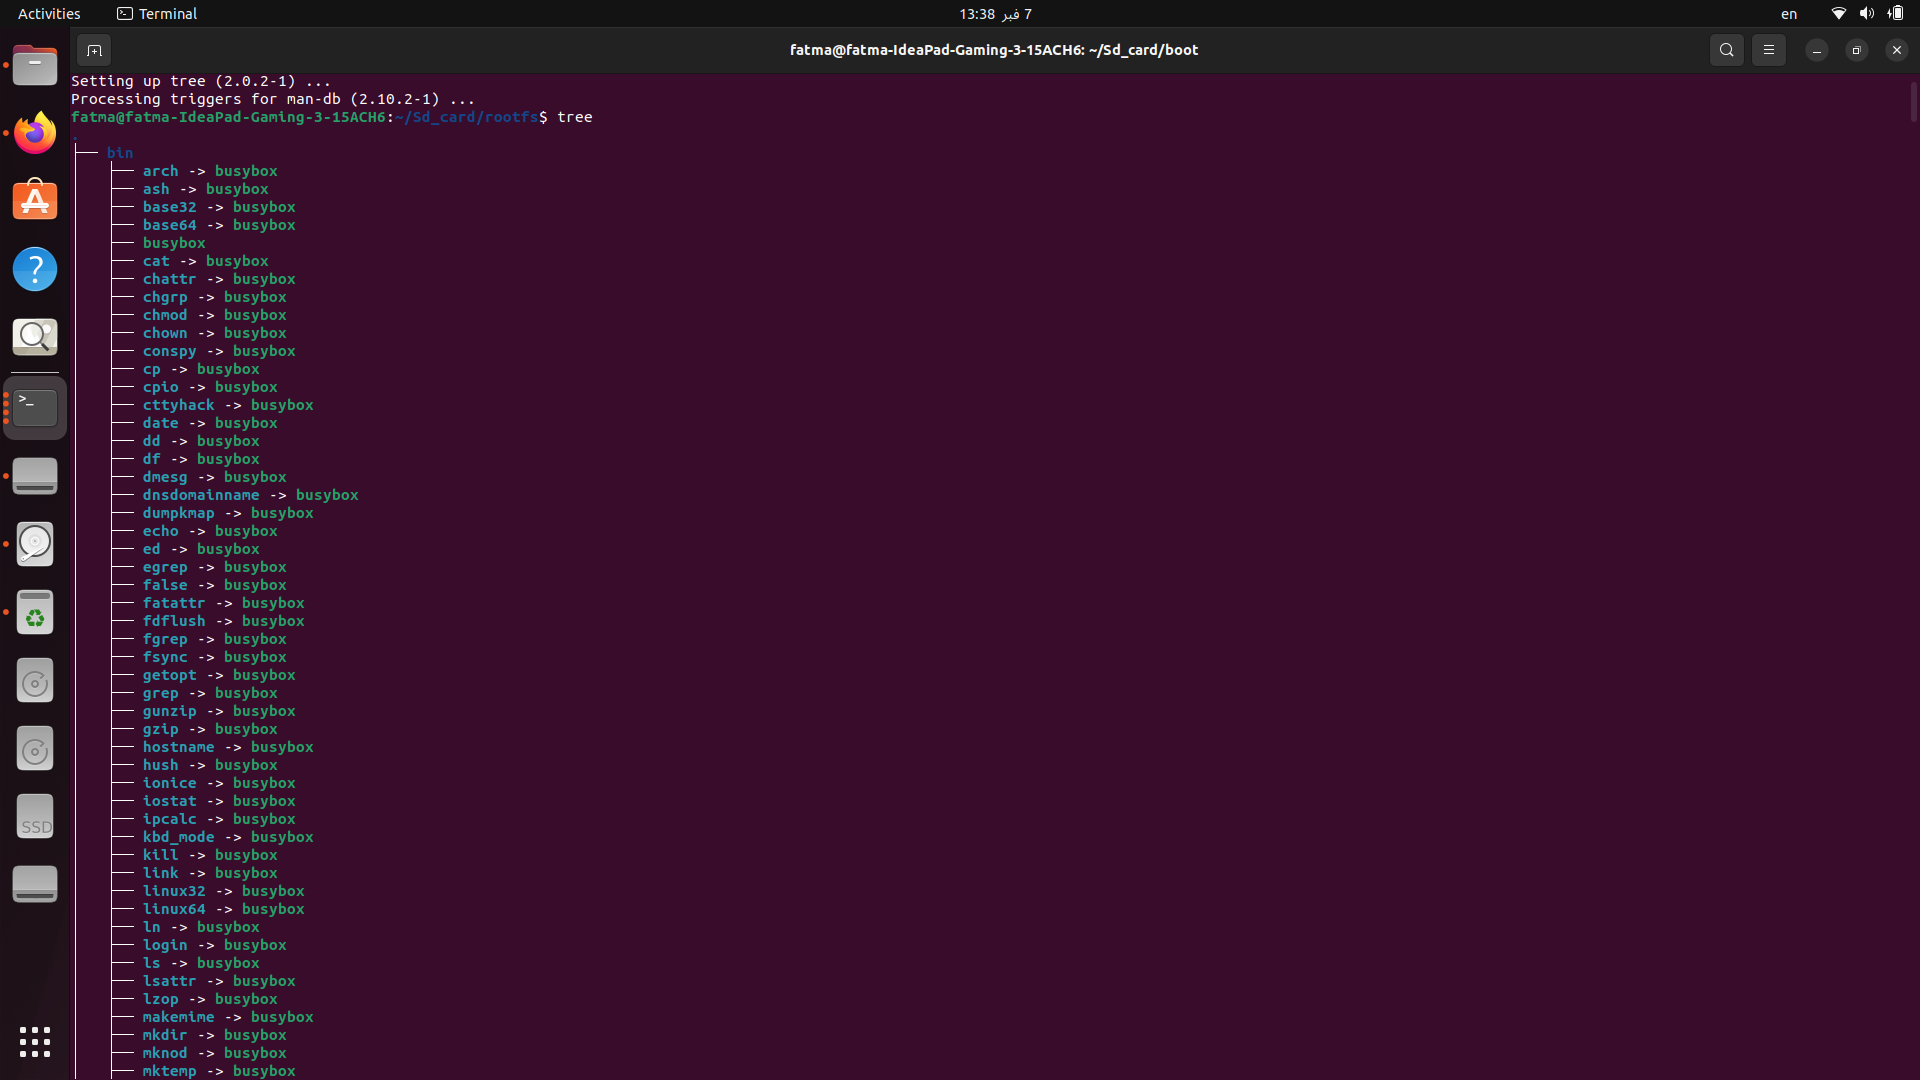 Activities Terminal 13:38 7 فبر en
fatma@fatma-IdeaPad-Gaming-3-15ACH6: ~/Sd_card/boot
Setting up tree (2.0.2-1) ...
Processing triggers for man-db (2.10.2-1) ...
fatma@fatma-IdeaPad-Gaming-3-15ACH6:~/Sd_card/rootfs$ tree
.
├── bin
│   ├── arch -> busybox
│   ├── ash -> busybox
│   ├── base32 -> busybox
│   ├── base64 -> busybox
│   ├── busybox
│   ├── cat -> busybox
│   ├── chattr -> busybox
│   ├── chgrp -> busybox
│   ├── chmod -> busybox
│   ├── chown -> busybox
│   ├── conspy -> busybox
│   ├── cp -> busybox
│   ├── cpio -> busybox
│   ├── cttyhack -> busybox
│   ├── date -> busybox
│   ├── dd -> busybox
│   ├── df -> busybox
│   ├── dmesg -> busybox
│   ├── dnsdomainname -> busybox
│   ├── dumpkmap -> busybox
│   ├── echo -> busybox
│   ├── ed -> busybox
│   ├── egrep -> busybox
│   ├── false -> busybox
│   ├── fatattr -> busybox
│   ├── fdflush -> busybox
│   ├── fgrep -> busybox
│   ├── fsync -> busybox
│   ├── getopt -> busybox
│   ├── grep -> busybox
│   ├── gunzip -> busybox
│   ├── gzip -> busybox
│   ├── hostname -> busybox
│   ├── hush -> busybox
│   ├── ionice -> busybox
│   ├── iostat -> busybox
│   ├── ipcalc -> busybox
│   ├── kbd_mode -> busybox
│   ├── kill -> busybox
│   ├── link -> busybox
│   ├── linux32 -> busybox
│   ├── linux64 -> busybox
│   ├── ln -> busybox
│   ├── login -> busybox
│   ├── ls -> busybox
│   ├── lsattr -> busybox
│   ├── lzop -> busybox
│   ├── makemime -> busybox
│   ├── mkdir -> busybox
│   ├── mknod -> busybox
│   ├── mktemp -> busybox
SSD